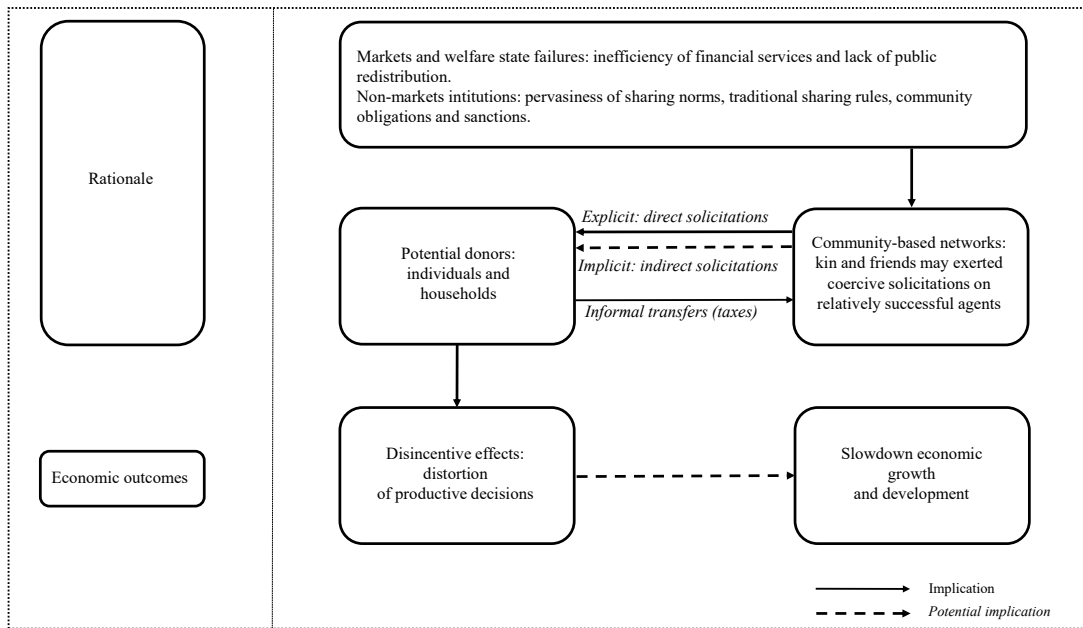 Rationale
Markets and welfare state failures: inefficiency of financial services and lack of public
redistribution.
Non-markets intitutions: pervasiness of sharing norms, traditional sharing rules, community
obligations and sanctions.
Potential donors:
individuals and
households
Explicit: direct solicitations
Implicit: indirect solicitations
Informal transfers (taxes)
Community-based networks:
kin and friends may exerted
coercive solicitations on
relatively successful agents
Economic outcomes
Disincentive effects:
distortion
of productive decisions
Slowdown economic
growth
and development
Implication
Potential implication